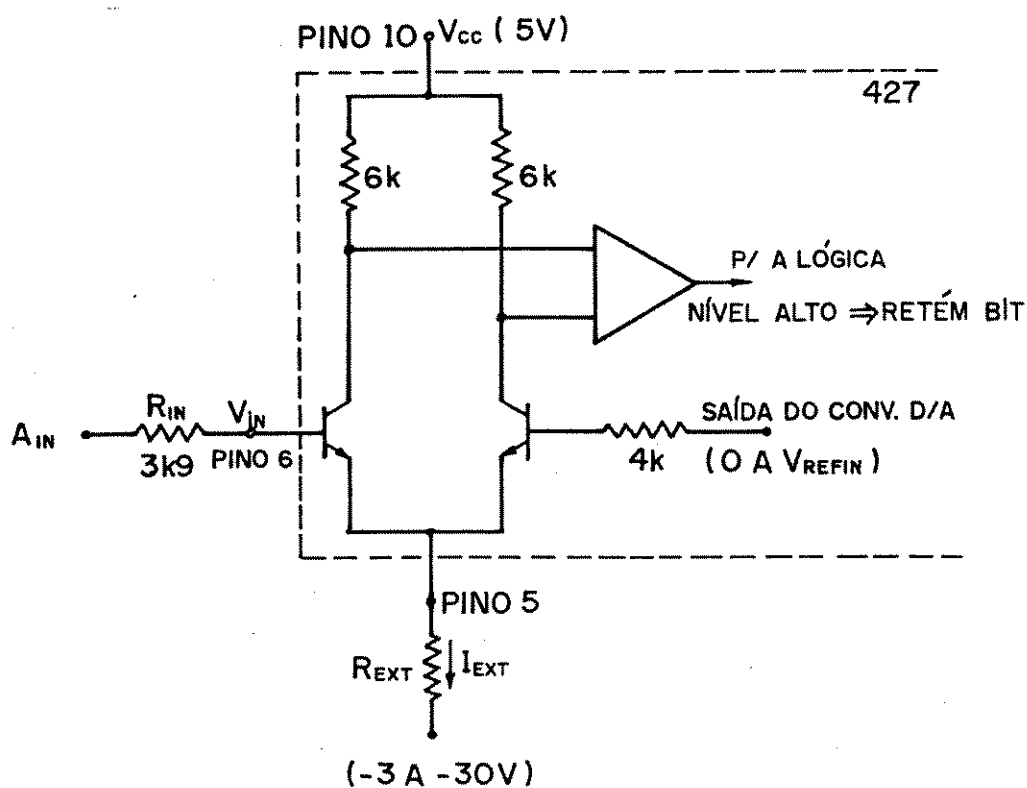 PINO 10 Vcc ( 5V)
427
6k
6k
P/ A LÓGICA
NÍVEL ALTO ⇒ RETÉM BÍT
RIN
VIN
SAÍDA DO CONV. D/A
AIN
3k9
PINO 6
4k
(0 A VREFIN)
PINO 5
REXT
IEXT
(-3 A -30V)